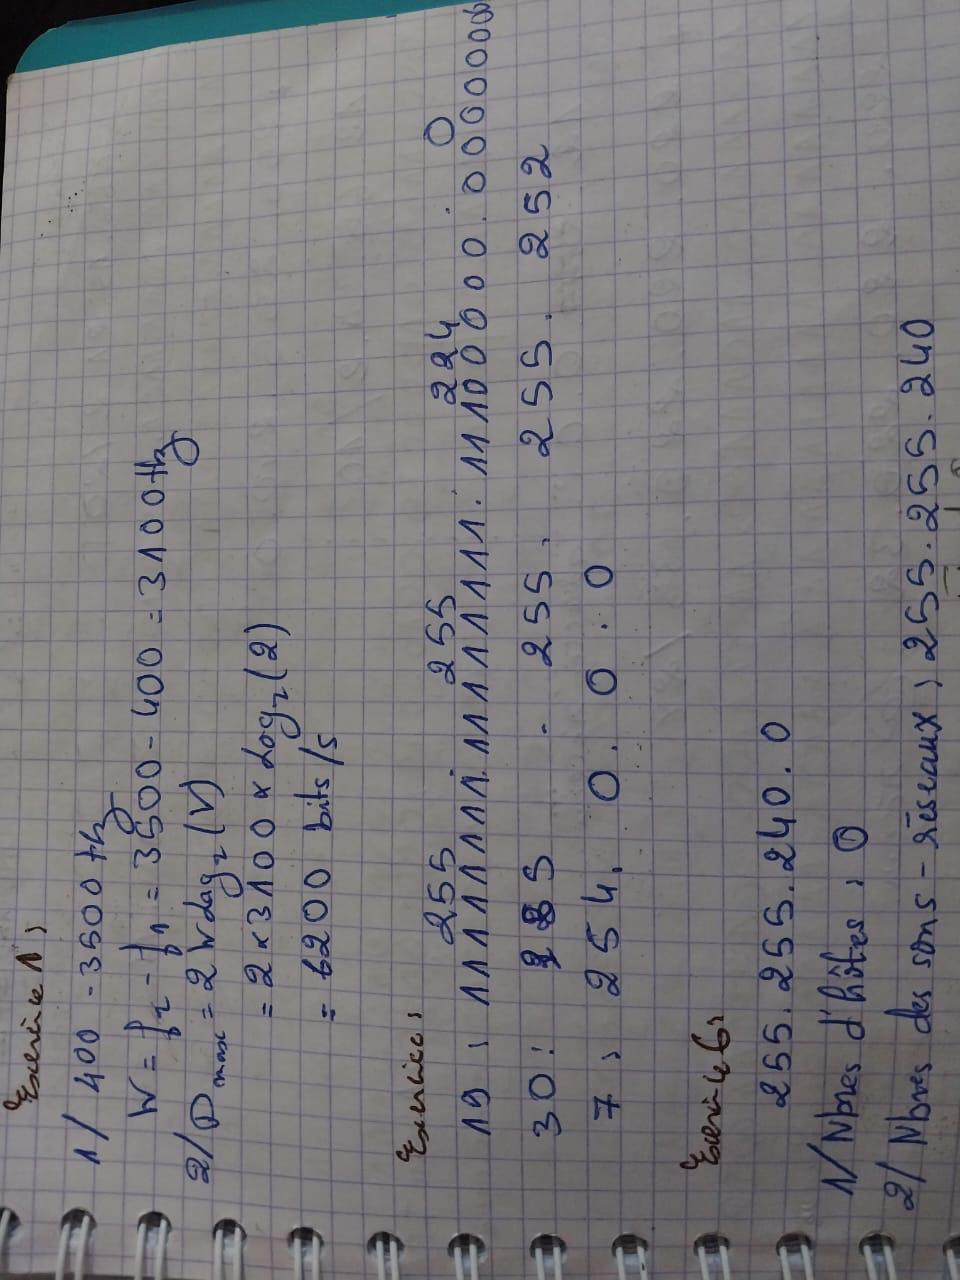 Exercice 1,
1/ 400 - 3500 Hz
W = f2 - f1 = 3500 - 400 = 3100 Hz
2/ Dmax = 2 W log2 (V)
= 2 x 3100 x Log2 (2)
= 6200 bits/s
Exercice,
255 255 224 0
19, 11111111. 11111111. 11100000. 00000000
30: 255. 255. 255. 252
7, 254. 0. 0. 0
Exercice 6,
255. 255. 240. 0
1/ Nbres d'hôtes, 0
2/ Nbres des sous-réseaux, 255. 255. 255. 240